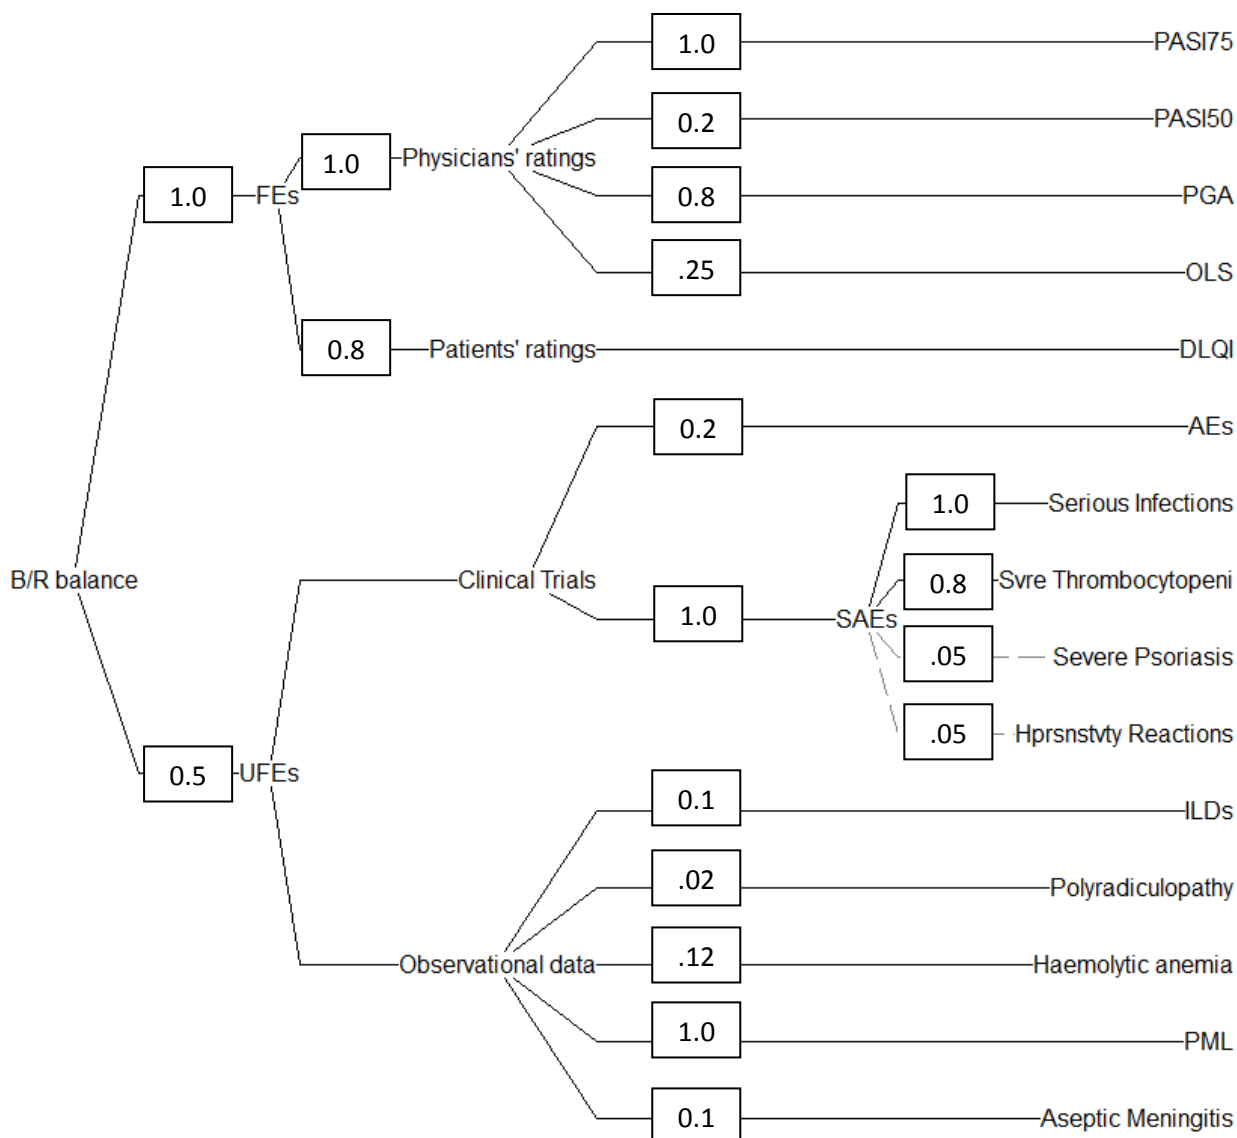 1.0 PASI75
0.2 PASI50
1.0 Physicians' ratings
1.0 FEs
0.8 PGA
.25 OLS
0.8 Patients' ratings DLQI
0.2 AEs
1.0 Serious Infections
B/R balance
Clinical Trials
0.8 Svre Thrombocytopeni
1.0 SAEs
.05 Severe Psoriasis
.05 Hprsnstvty Reactions
0.5 UFEs
0.1 ILDs
.02 Polyradiculopathy
Observational data .12 Haemolytic anemia
1.0 PML
0.1 Aseptic Meningitis